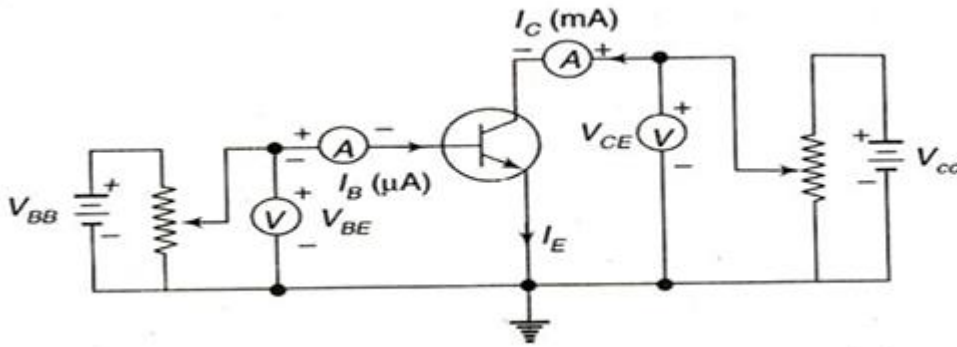 I_C (mA)
− A +
+ − A −
I_B (μA)
V_BB + −
+ V − V_BE
I_E
V_CE + V −
+ − V_cc